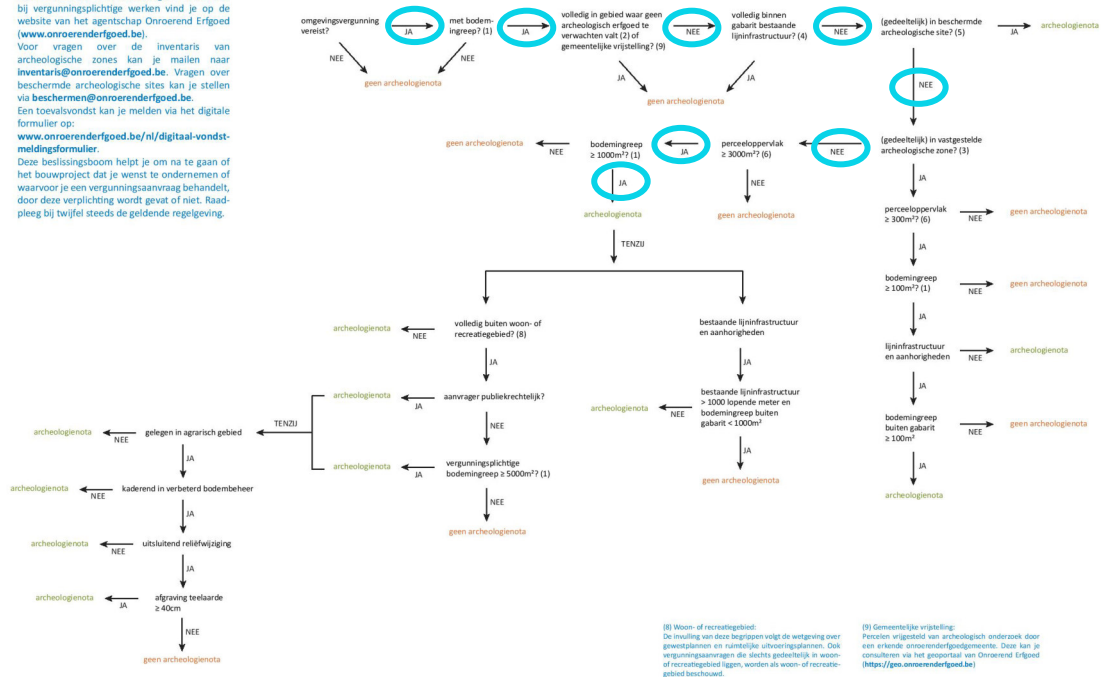 bij vergunningsplichtige werken vind je op de
website van het agentschap Onroerend Erfgoed
(www.onroerenderfgoed.be).
Voor vragen over de inventaris van
archeologische zones kan je mailen naar
inventaris@onroerenderfgoed.be. Vragen over
beschermde archeologische sites kan je stellen
via beschermen@onroerenderfgoed.be.
Een toevalsvondst kan je melden via het digitale
formulier op:
www.onroerenderfgoed.be/nl/digitaal-vondst-
meldingsformulier.
Deze beslissingsboom helpt je om na te gaan of
het bouwproject dat je wenst te ondernemen of
waarvoor je een vergunningsaanvraag behandelt,
door deze verplichting wordt gevat of niet. Raad-
pleeg bij twijfel steeds de geldende regelgeving.
omgevingsvergunning
vereist?
JA
NEE
met bodem-
ingreep? (1)
JA
NEE
geen archeologienota
volledig in gebied waar geen
archeologisch erfgoed te
verwachten valt (2) of
gemeentelijke vrijstelling? (9)
NEE
JA
volledig binnen
gabarit bestaande
lijninfrastructuur? (4)
NEE
JA
geen archeologienota
(gedeeltelijk) in beschermde
archeologische site? (5)
JA
archeologienota
NEE
(gedeeltelijk) in vastgestelde
archeologische zone? (3)
NEE
perceeloppervlak
≥ 3000m²? (6)
JA
NEE
geen archeologienota
bodemingreep
≥ 1000m²? (1)
NEE
geen archeologienota
JA
archeologienota
TENZIJ
JA
perceeloppervlak
≥ 300m²? (6)
NEE
geen archeologienota
JA
bodemingreep
≥ 100m²? (1)
NEE
geen archeologienota
JA
lijninfrastructuur
en aanhorigheden
NEE
archeologienota
JA
bodemingreep
buiten gabarit
≥ 100m²
NEE
geen archeologienota
JA
archeologienota
volledig buiten woon- of
recreatiegebied? (8)
NEE
archeologienota
JA
aanvrager publiekrechtelijk?
JA
archeologienota
NEE
vergunningsplichtige
bodemingreep ≥ 5000m²? (1)
JA
archeologienota
NEE
geen archeologienota
bestaande lijninfrastructuur
en aanhorigheden
JA
bestaande lijninfrastructuur
> 1000 lopende meter en
bodemingreep buiten
gabarit < 1000m²
NEE
archeologienota
JA
geen archeologienota
TENZIJ
gelegen in agrarisch gebied
NEE
archeologienota
JA
kaderend in verbeterd bodembeheer
NEE
archeologienota
JA
uitsluitend reliëfwijziging
NEE
archeologienota
JA
afgraving teelaarde
≥ 40cm
JA
archeologienota
NEE
geen archeologienota
(8) Woon- of recreatiegebied:
De invulling van deze begrippen volgt de wetgeving over
gewestplannen en ruimtelijke uitvoeringsplannen. Ook
vergunningsaanvragen die slechts gedeeltelijk in woon-
of recreatiegebied liggen, worden als woon- of recreatie-
gebied beschouwd.
(9) Gemeentelijke vrijstelling:
Percelen vrijgesteld van archeologisch onderzoek door
een erkende onroerenderfgoedgemeente. Deze kan je
consulteren via het geoportaal van Onroerend Erfgoed
(https://geo.onroerenderfgoed.be)